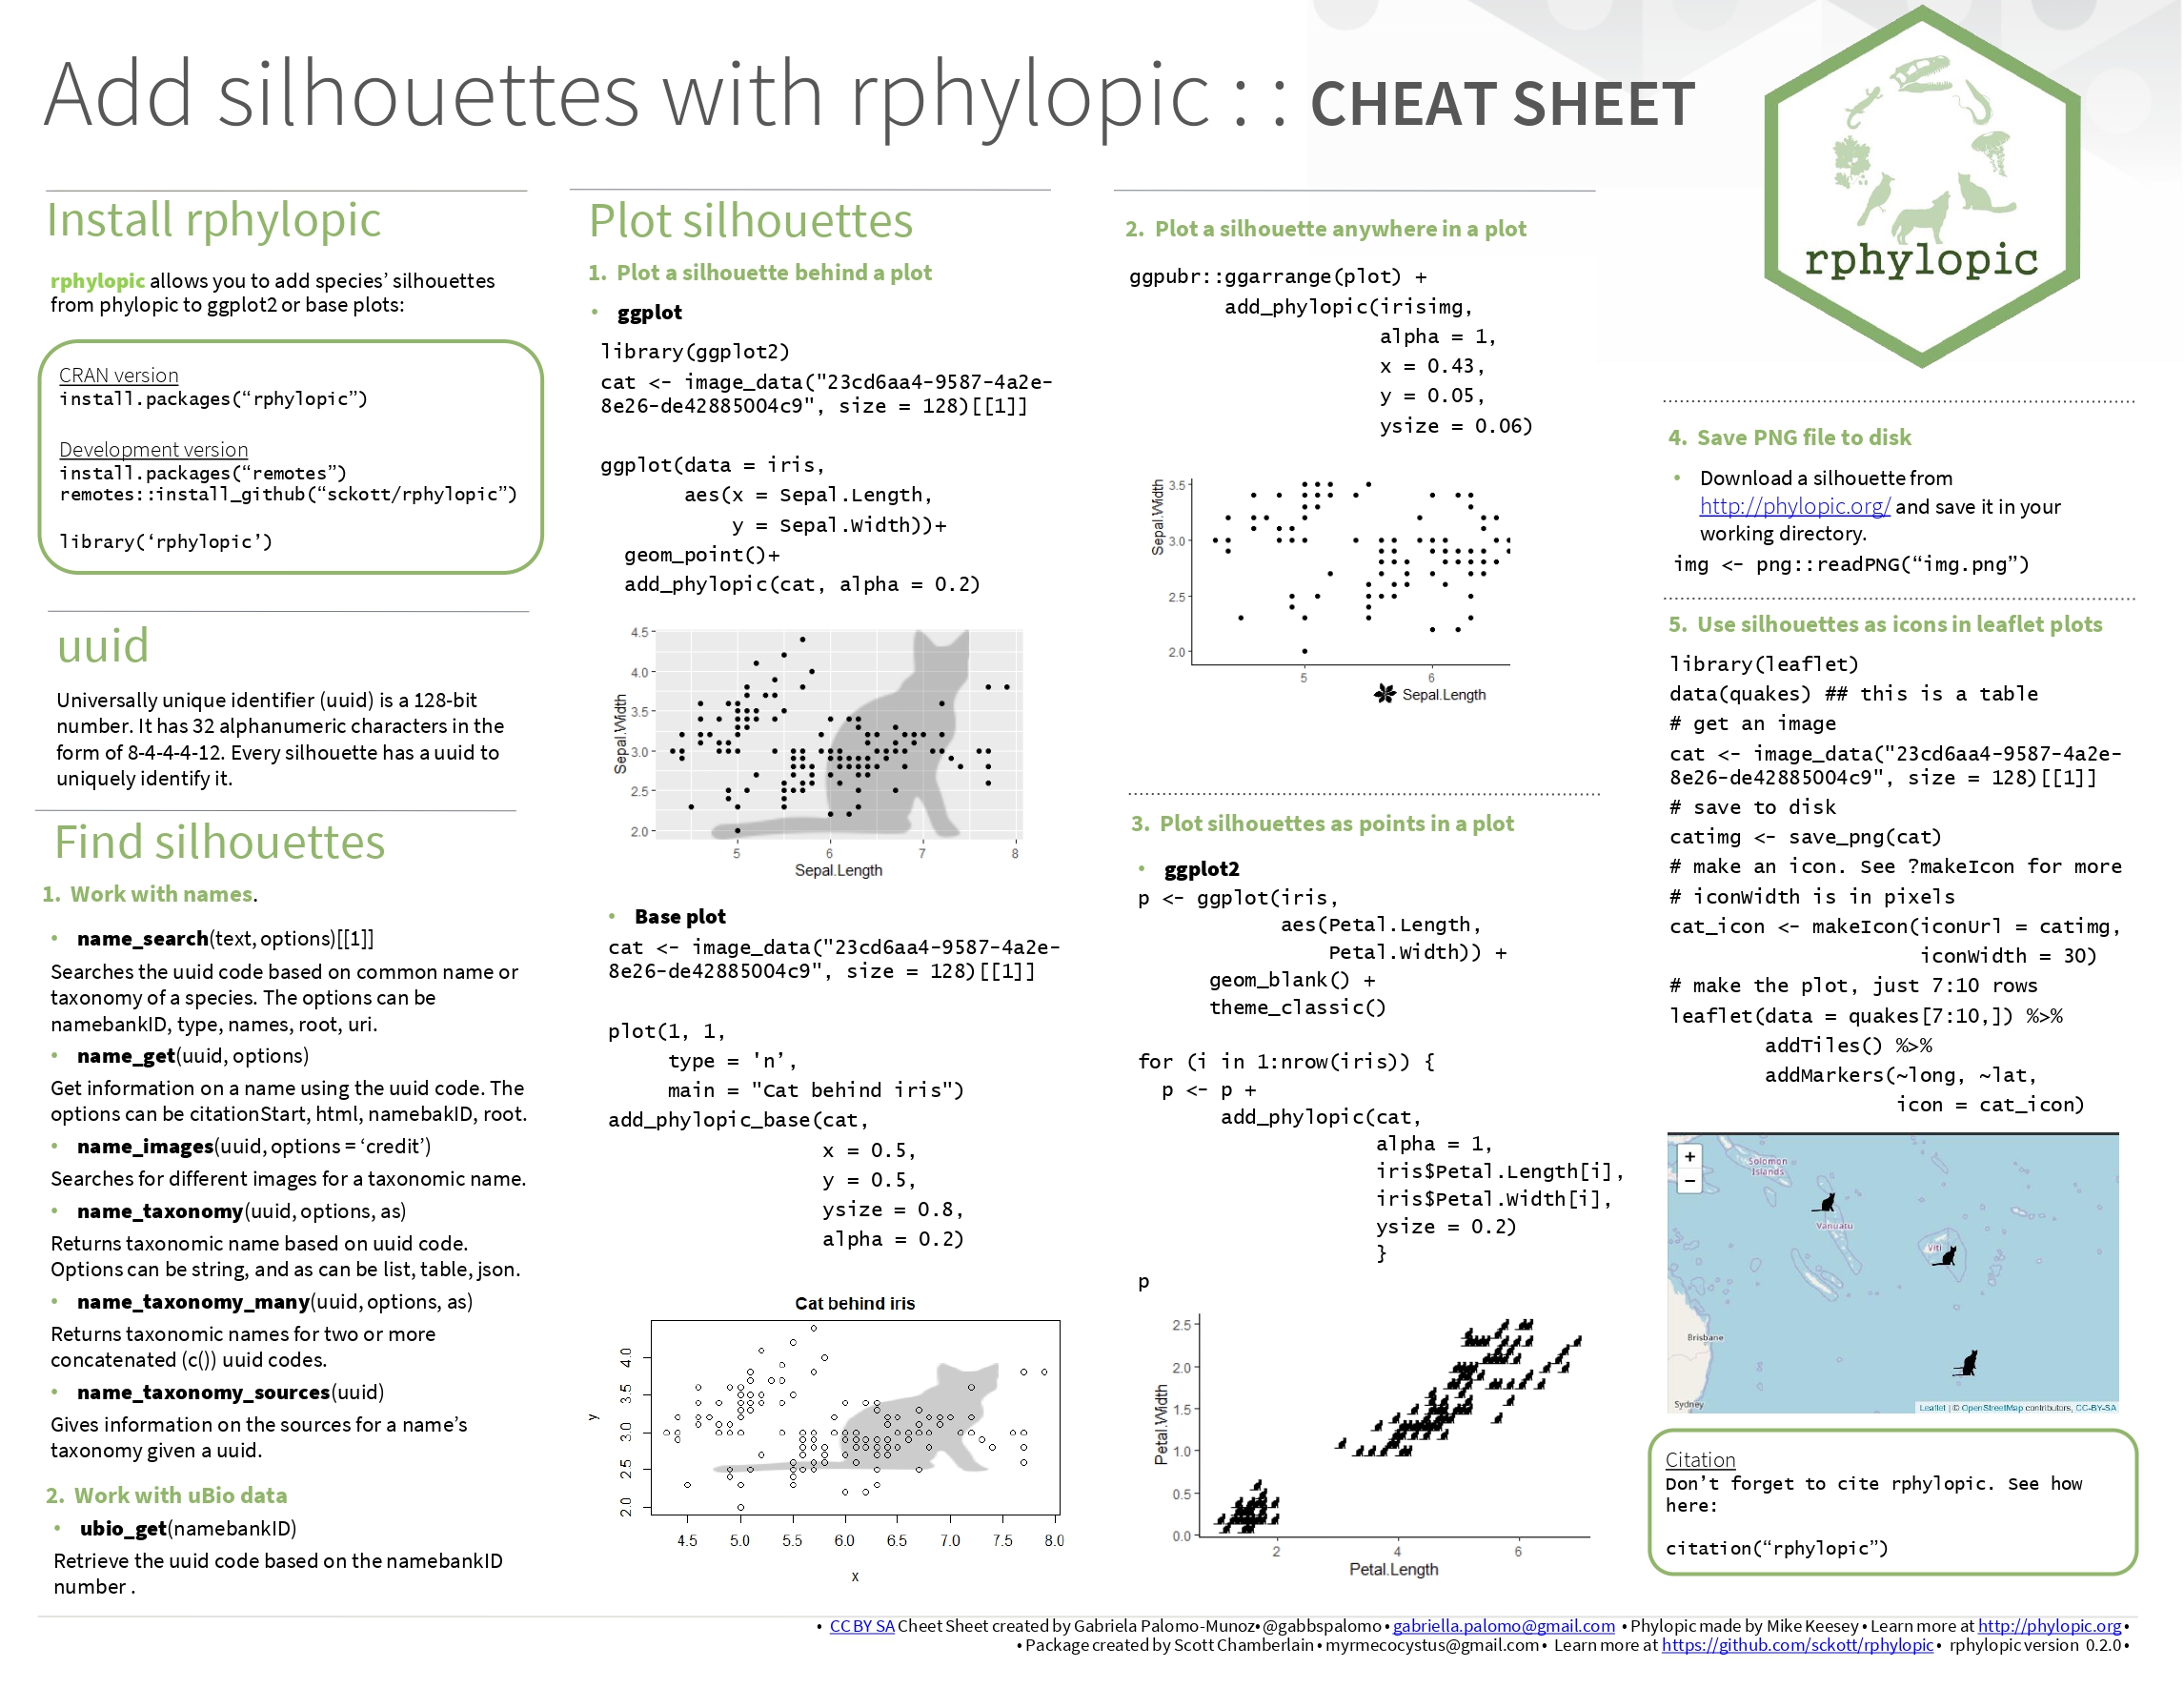 Add silhouettes with rphylopic : : CHEAT SHEET
rphylopic
Install rphylopic
rphylopic allows you to add species’ silhouettes
from phylopic to ggplot2 or base plots:
CRAN version
install.packages(“rphylopic”)
Development version
install.packages(“remotes”)
remotes::install_github(“sckott/rphylopic”)
library(‘rphylopic’)
uuid
Universally unique identifier (uuid) is a 128-bit
number. It has 32 alphanumeric characters in the
form of 8-4-4-4-12. Every silhouette has a uuid to
uniquely identify it.
Find silhouettes
1. Work with names.
• name_search(text, options)[[1]]
Searches the uuid code based on common name or
taxonomy of a species. The options can be
namebankID, type, names, root, uri.
• name_get(uuid, options)
Get information on a name using the uuid code. The
options can be citationStart, html, namebakID, root.
• name_images(uuid, options = ‘credit’)
Searches for different images for a taxonomic name.
• name_taxonomy(uuid, options, as)
Returns taxonomic name based on uuid code.
Options can be string, and as can be list, table, json.
• name_taxonomy_many(uuid, options, as)
Returns taxonomic names for two or more
concatenated (c()) uuid codes.
• name_taxonomy_sources(uuid)
Gives information on the sources for a name’s
taxonomy given a uuid.
2. Work with uBio data
• ubio_get(namebankID)
Retrieve the uuid code based on the namebankID
number .
Plot silhouettes
1. Plot a silhouette behind a plot
• ggplot
library(ggplot2)
cat <- image_data("23cd6aa4-9587-4a2e-
8e26-de42885004c9", size = 128)[[1]]
ggplot(data = iris,
aes(x = Sepal.Length,
y = Sepal.Width))+
geom_point()+
add_phylopic(cat, alpha = 0.2)
4.5
4.0
3.5
3.0
2.5
2.0
Sepal.Width
5 6 7 8
Sepal.Length
• Base plot
cat <- image_data("23cd6aa4-9587-4a2e-
8e26-de42885004c9", size = 128)[[1]]
plot(1, 1,
type = 'n’,
main = "Cat behind iris")
add_phylopic_base(cat,
x = 0.5,
y = 0.5,
ysize = 0.8,
alpha = 0.2)
Cat behind iris
4.0
3.5
3.0
2.5
2.0
y
4.5 5.0 5.5 6.0 6.5 7.0 7.5 8.0
x
2. Plot a silhouette anywhere in a plot
ggpubr::ggarrange(plot) +
add_phylopic(irisimg,
alpha = 1,
x = 0.43,
y = 0.05,
ysize = 0.06)
3.5
3.0
2.5
2.0
Sepal.Width
5 6
Sepal.Length
3. Plot silhouettes as points in a plot
• ggplot2
p <- ggplot(iris,
aes(Petal.Length,
Petal.Width)) +
geom_blank() +
theme_classic()
for (i in 1:nrow(iris)) {
p <- p +
add_phylopic(cat,
alpha = 1,
iris$Petal.Length[i],
iris$Petal.Width[i],
ysize = 0.2)
}
p
2.5
2.0
1.5
1.0
0.5
0.0
Petal.Width
2 4 6
Petal.Length
4. Save PNG file to disk
• Download a silhouette from
http://phylopic.org/ and save it in your
working directory.
img <- png::readPNG(“img.png”)
5. Use silhouettes as icons in leaflet plots
library(leaflet)
data(quakes) ## this is a table
# get an image
cat <- image_data("23cd6aa4-9587-4a2e-
8e26-de42885004c9", size = 128)[[1]]
# save to disk
catimg <- save_png(cat)
# make an icon. See ?makeIcon for more
# iconWidth is in pixels
cat_icon <- makeIcon(iconUrl = catimg,
iconWidth = 30)
# make the plot, just 7:10 rows
leaflet(data = quakes[7:10,]) %>%
addTiles() %>%
addMarkers(~long, ~lat,
icon = cat_icon)
+
−
Solomon
Islands
Vanuatu
Viti
Brisbane
Sydney
Leaflet | © OpenStreetMap contributors, CC-BY-SA
Citation
Don’t forget to cite rphylopic. See how
here:
citation(“rphylopic”)
• CC BY SA Cheet Sheet created by Gabriela Palomo-Munoz• @gabbspalomo • gabriella.palomo@gmail.com • Phylopic made by Mike Keesey • Learn more at http://phylopic.org •
• Package created by Scott Chamberlain • myrmecocystus@gmail.com • Learn more at https://github.com/sckott/rphylopic • rphylopic version 0.2.0 •